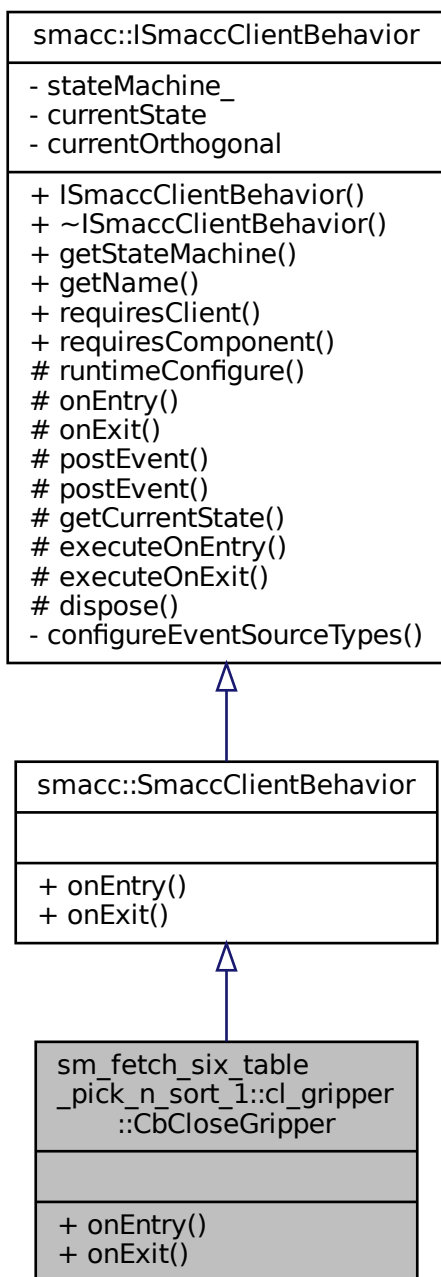 smacc::ISmaccClientBehavior
- stateMachine_
- currentState
- currentOrthogonal
+ ISmaccClientBehavior()
+ ~ISmaccClientBehavior()
+ getStateMachine()
+ getName()
+ requiresClient()
+ requiresComponent()
# runtimeConfigure()
# onEntry()
# onExit()
# postEvent()
# postEvent()
# getCurrentState()
# executeOnEntry()
# executeOnExit()
# dispose()
- configureEventSourceTypes()
smacc::SmaccClientBehavior
+ onEntry()
+ onExit()
sm_fetch_six_table
_pick_n_sort_1::cl_gripper
::CbCloseGripper
+ onEntry()
+ onExit()